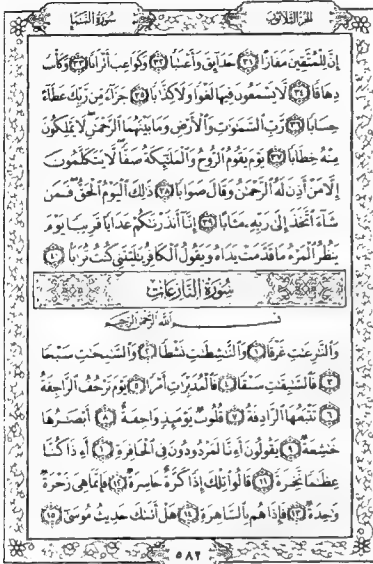 سُورَةُ النَّبَإِ الجزء الثلاثون
إِنَّ لِلْمُتَّقِينَ مَفَازًا ٣١ حَدَآئِقَ وَأَعْنَٰبًا ٣٢ وَكَوَاعِبَ أَتْرَابًا ٣٣ وَكَأْسًا
دِهَاقًا ٣٤ لَّا يَسْمَعُونَ فِيهَا لَغْوًا وَلَا كِذَّٰبًا ٣٥ جَزَآءً مِّن رَّبِّكَ عَطَآءً
حِسَابًا ٣٦ رَّبِّ ٱلسَّمَٰوَٰتِ وَٱلْأَرْضِ وَمَا بَيْنَهُمَا ٱلرَّحْمَٰنِ لَا يَمْلِكُونَ
مِنْهُ خِطَابًا ٣٧ يَوْمَ يَقُومُ ٱلرُّوحُ وَٱلْمَلَٰٓئِكَةُ صَفًّا لَّا يَتَكَلَّمُونَ
إِلَّا مَنْ أَذِنَ لَهُ ٱلرَّحْمَٰنُ وَقَالَ صَوَابًا ٣٨ ذَٰلِكَ ٱلْيَوْمُ ٱلْحَقُّ فَمَن
شَآءَ ٱتَّخَذَ إِلَىٰ رَبِّهِۦ مَـَٔابًا ٣٩ إِنَّآ أَنذَرْنَٰكُمْ عَذَابًا قَرِيبًا يَوْمَ
يَنظُرُ ٱلْمَرْءُ مَا قَدَّمَتْ يَدَاهُ وَيَقُولُ ٱلْكَافِرُ يَٰلَيْتَنِى كُنتُ تُرَٰبًۢا ٤٠
سُورَةُ النَّازِعَاتِ
بِسْمِ ٱللَّهِ ٱلرَّحْمَٰنِ ٱلرَّحِيمِ
وَٱلنَّٰزِعَٰتِ غَرْقًا ١ وَٱلنَّٰشِطَٰتِ نَشْطًا ٢ وَٱلسَّٰبِحَٰتِ سَبْحًا
٣ فَٱلسَّٰبِقَٰتِ سَبْقًا ٤ فَٱلْمُدَبِّرَٰتِ أَمْرًا ٥ يَوْمَ تَرْجُفُ ٱلرَّاجِفَةُ
٦ تَتْبَعُهَا ٱلرَّادِفَةُ ٧ قُلُوبٌ يَوْمَئِذٍ وَاجِفَةٌ ٨ أَبْصَٰرُهَا
خَٰشِعَةٌ ٩ يَقُولُونَ أَءِنَّا لَمَرْدُودُونَ فِى ٱلْحَافِرَةِ ١٠ أَءِذَا كُنَّا
عِظَٰمًا نَّخِرَةً ١١ قَالُوا۟ تِلْكَ إِذًا كَرَّةٌ خَاسِرَةٌ ١٢ فَإِنَّمَا هِىَ زَجْرَةٌ
وَٰحِدَةٌ ١٣ فَإِذَا هُم بِٱلسَّاهِرَةِ ١٤ هَلْ أَتَىٰكَ حَدِيثُ مُوسَىٰٓ ١٥
٥٨٢